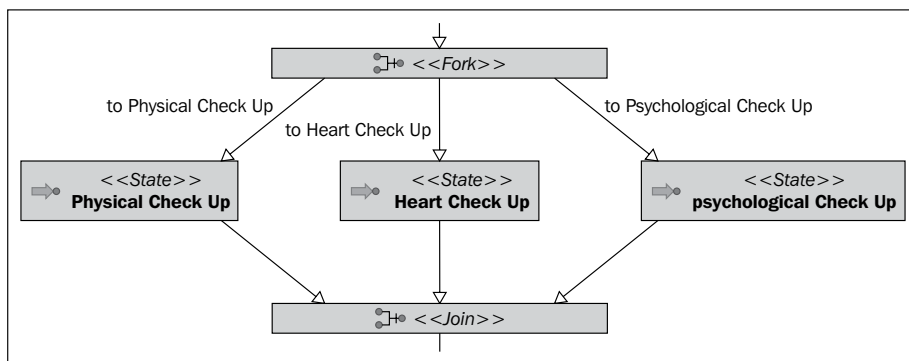 <<Fork>>
to Physical Check Up
to Heart Check Up
to Psychological Check Up
<<State>>
Physical Check Up
<<State>>
Heart Check Up
<<State>>
psychological Check Up
<<Join>>